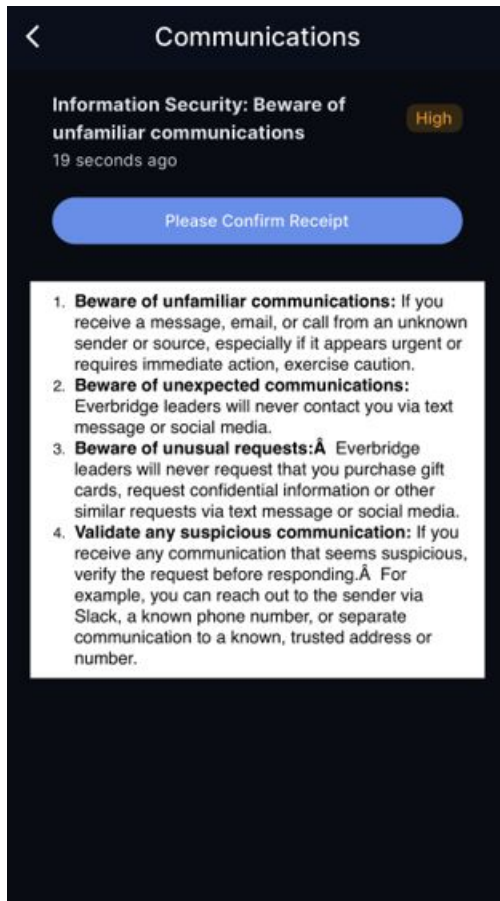 Communications
Information Security: Beware of
unfamiliar communications
High
19 seconds ago
Please Confirm Receipt
1. Beware of unfamiliar communications: If you
receive a message, email, or call from an unknown
sender or source, especially if it appears urgent or
requires immediate action, exercise caution.
2. Beware of unexpected communications:
Everbridge leaders will never contact you via text
message or social media.
3. Beware of unusual requests:Â Everbridge
leaders will never request that you purchase gift
cards, request confidential information or other
similar requests via text message or social media.
4. Validate any suspicious communication: If you
receive any communication that seems suspicious,
verify the request before responding.Â For
example, you can reach out to the sender via
Slack, a known phone number, or separate
communication to a known, trusted address or
number.